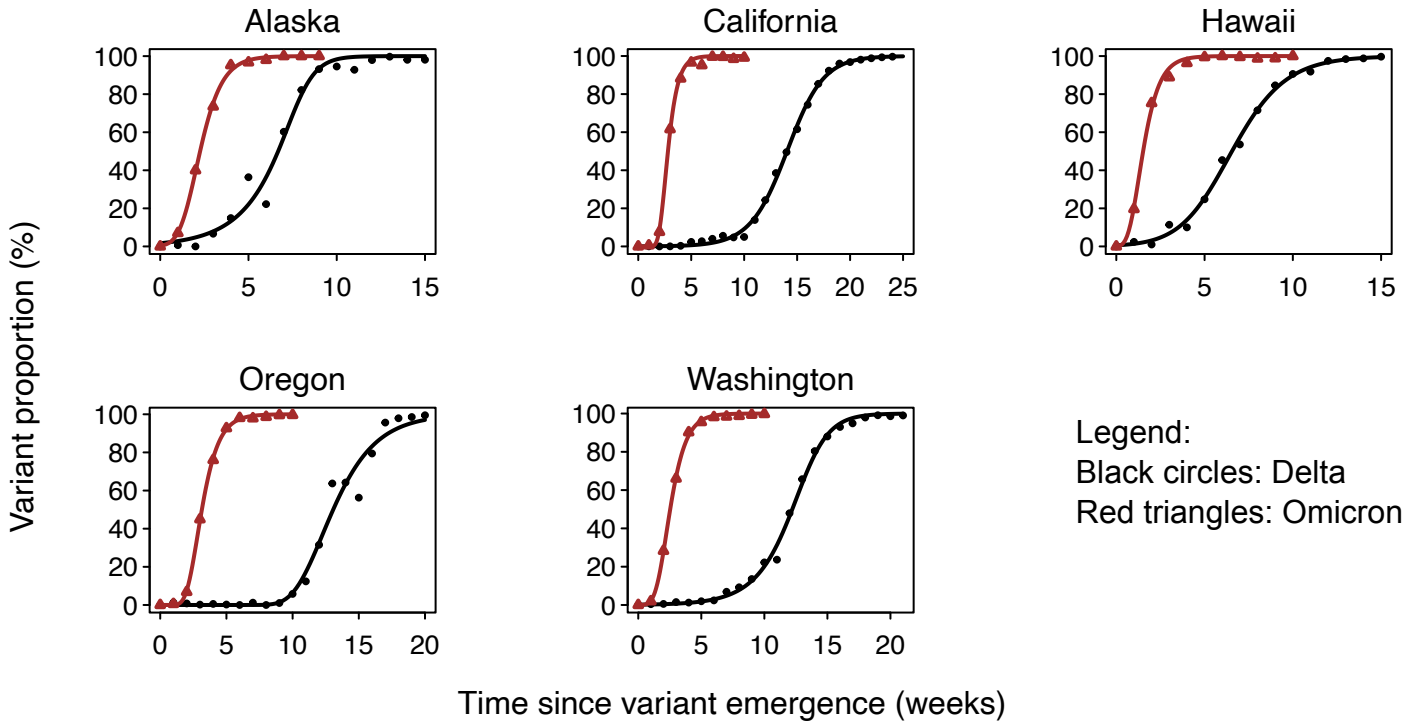 Alaska
California
Hawaii
100
80
60
40
20
0
0 5 10 15
100
80
60
40
20
0
0 5 10 15 20 25
100
80
60
40
20
0
0 5 10 15
Variant proportion (%)
Oregon
Washington
100
80
60
40
20
0
0 5 10 15 20
100
80
60
40
20
0
0 5 10 15 20
Legend:
Black circles: Delta
Red triangles: Omicron
Time since variant emergence (weeks)